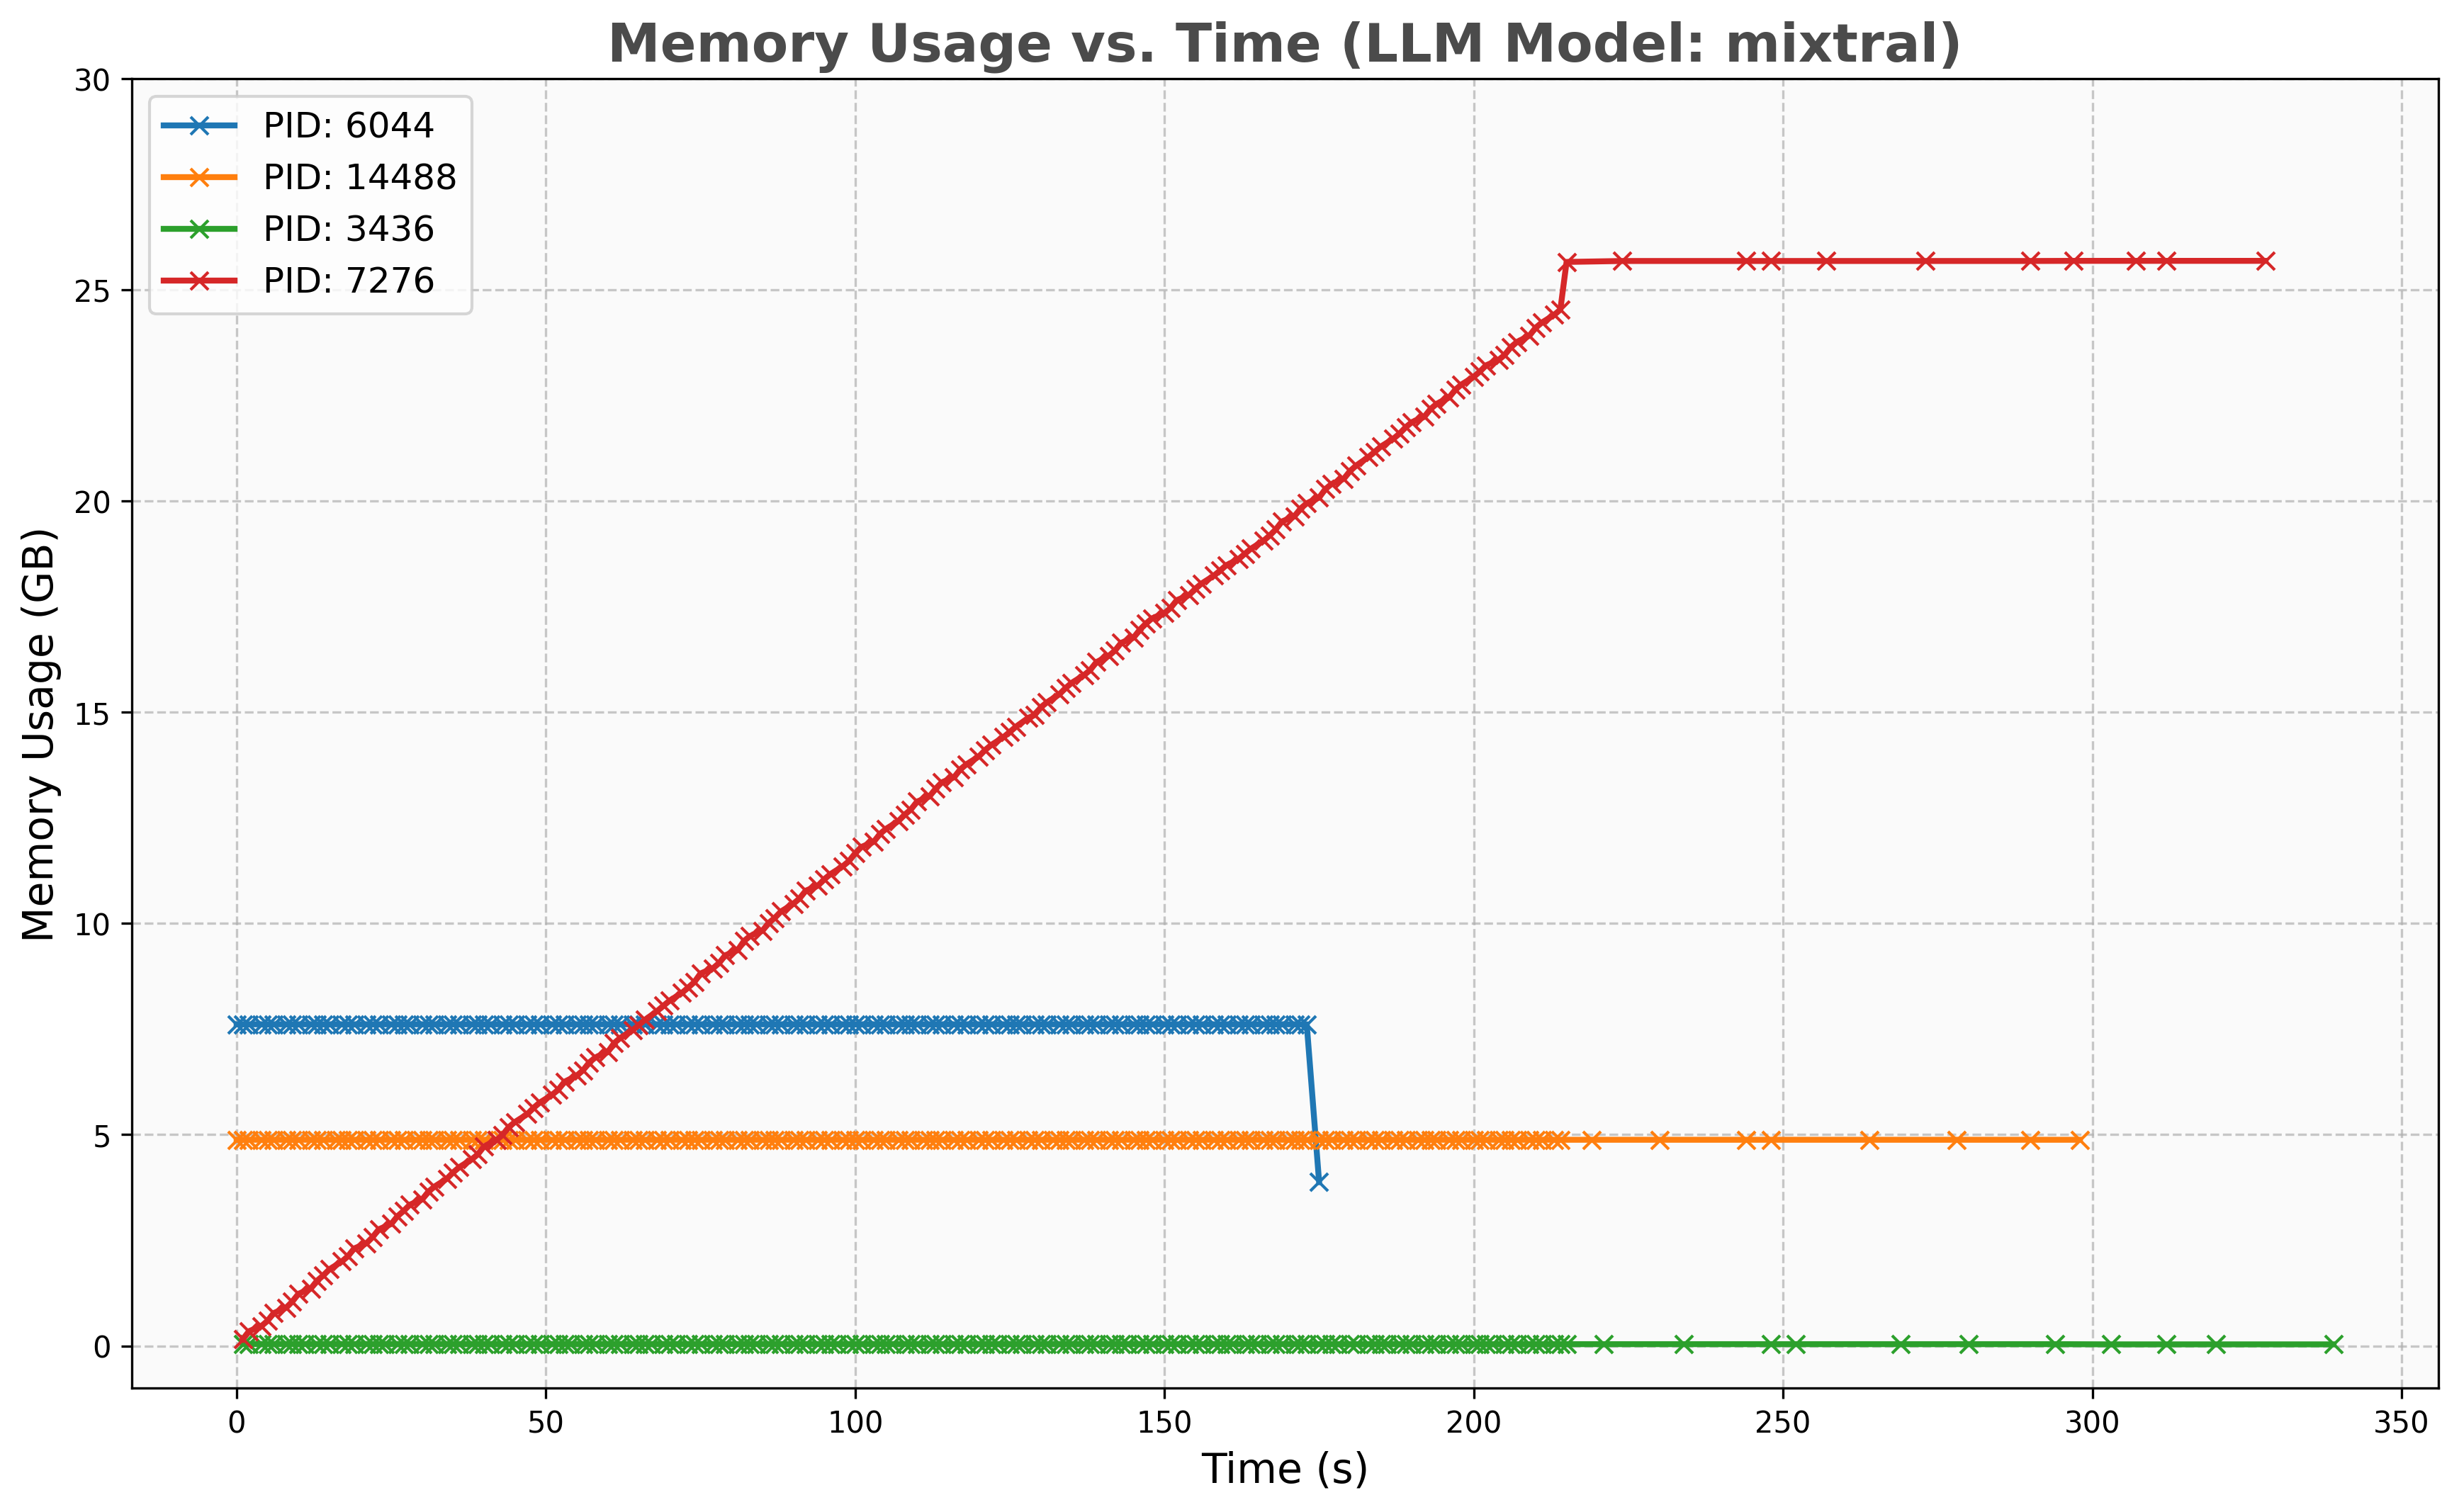 Memory Usage vs. Time (LLM Model: mixtral)
PID: 6044
PID: 14488
PID: 3436
PID: 7276
Memory Usage (GB)
30
25
20
15
10
5
0
0 50 100 150 200 250 300 350
Time (s)